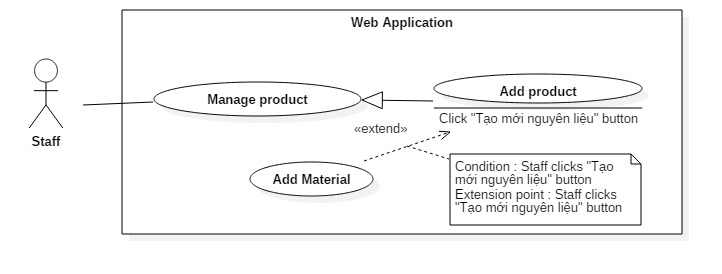 Web Application
Manage product
Add product
Click "Tạo mới nguyên liệu" button
Staff
«extend»
Add Material
Condition : Staff clicks "Tạo
mới nguyên liệu" button
Extension point : Staff clicks
"Tạo mới nguyên liệu" button